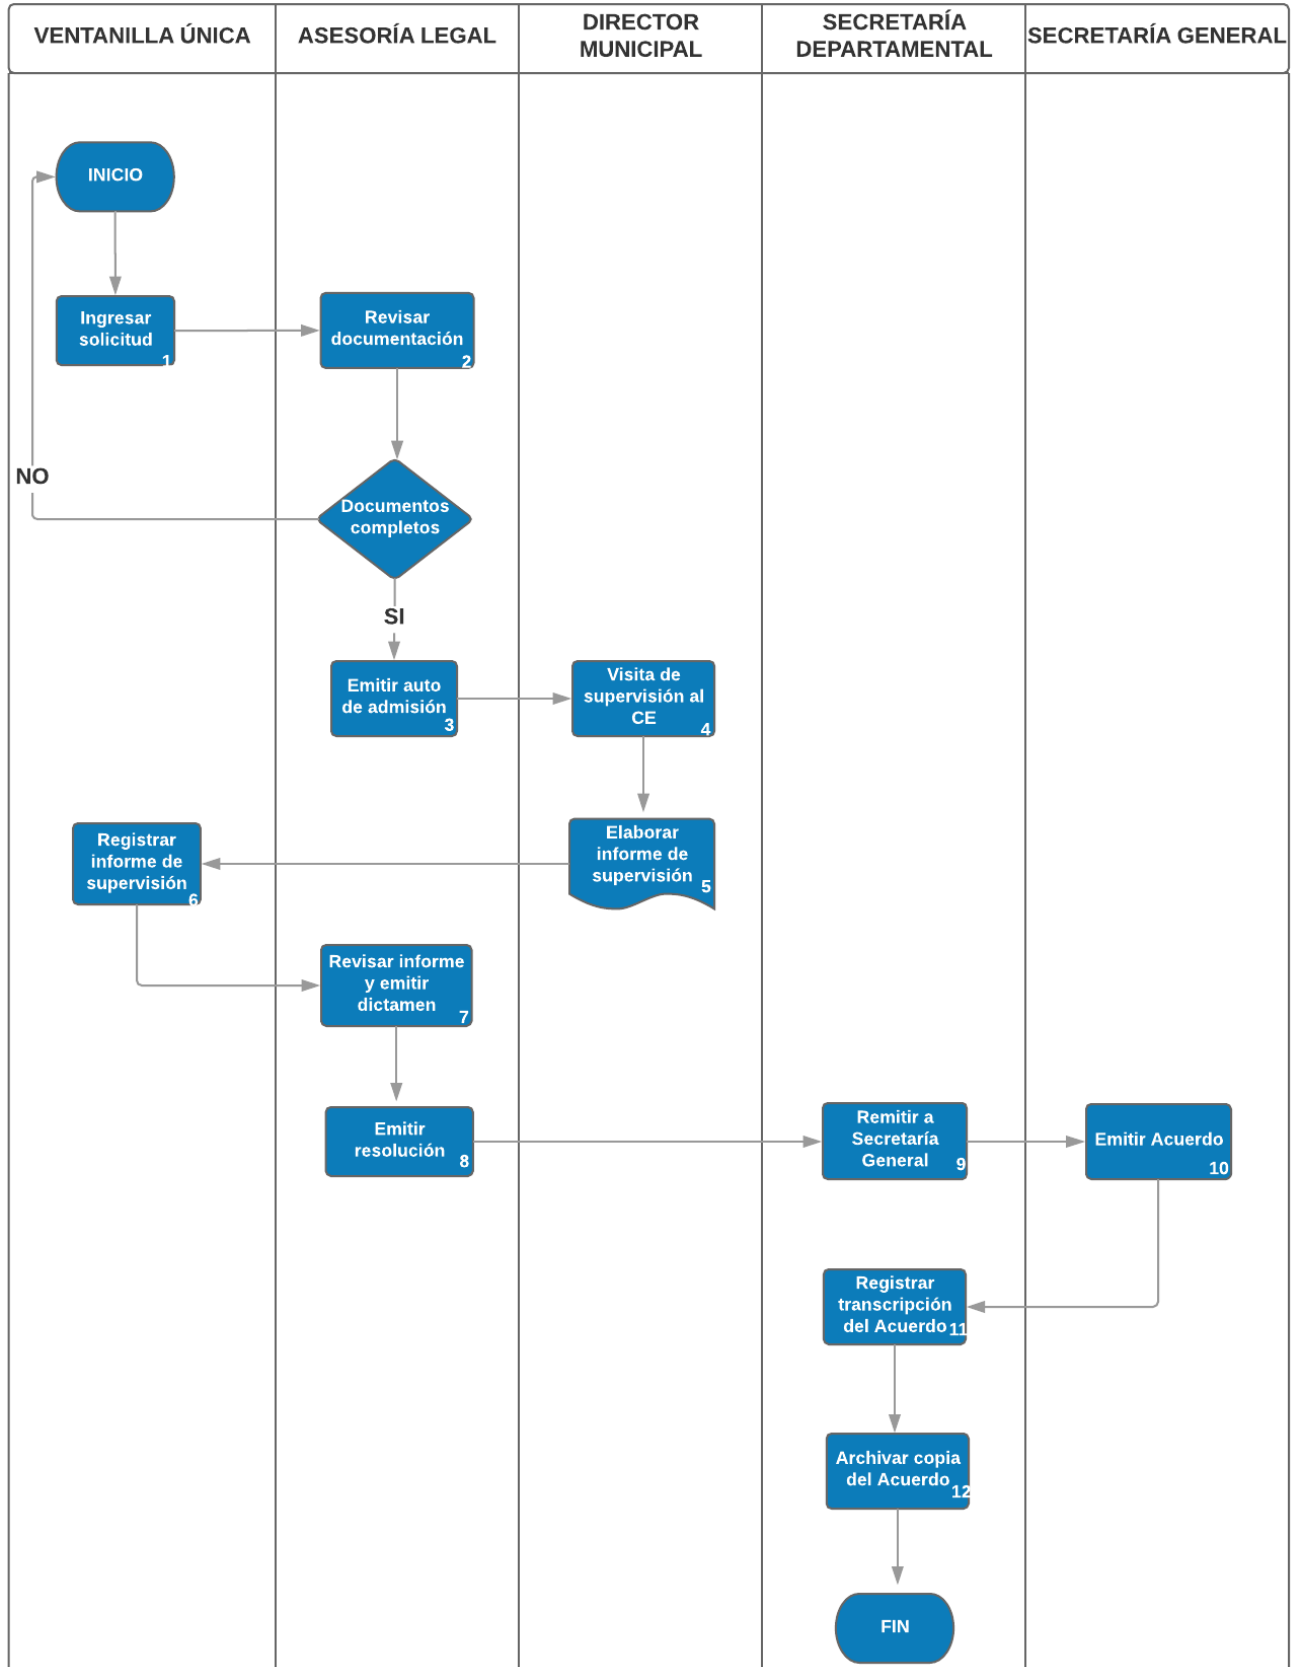 VENTANILLA ÚNICA
ASESORÍA LEGAL
DIRECTOR
MUNICIPAL
SECRETARÍA
DEPARTAMENTAL
SECRETARÍA GENERAL
INICIO
Ingresar
solicitud
1
Revisar
documentación
2
NO
Documentos
completos
SI
Emitir auto
de admisión
3
Visita de
supervisión al
CE
4
Elaborar
informe de
supervisión
5
Registrar
informe de
supervisión
6
Revisar informe
y emitir
dictamen
7
Emitir
resolución
8
Remitir a
Secretaría
General
9
Emitir Acuerdo
10
Registrar
transcripción
del Acuerdo
11
Archivar copia
del Acuerdo
12
FIN